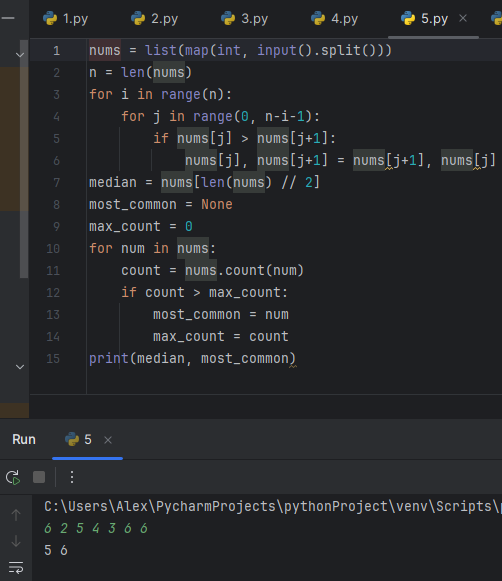 1.py 2.py 3.py 4.py 5.py ×
1 nums = list(map(int, input().split()))
2 n = len(nums)
3 for i in range(n):
4 for j in range(0, n-i-1):
5 if nums[j] > nums[j+1]:
6 nums[j], nums[j+1] = nums[j+1], nums[j]
7 median = nums[len(nums) // 2]
8 most_common = None
9 max_count = 0
10 for num in nums:
11 count = nums.count(num)
12 if count > max_count:
13 most_common = num
14 max_count = count
15 print(median, most_common)
Run 5 ×
C:\Users\Alex\PycharmProjects\pythonProject\venv\Scripts\
6 2 5 4 3 6 6
5 6